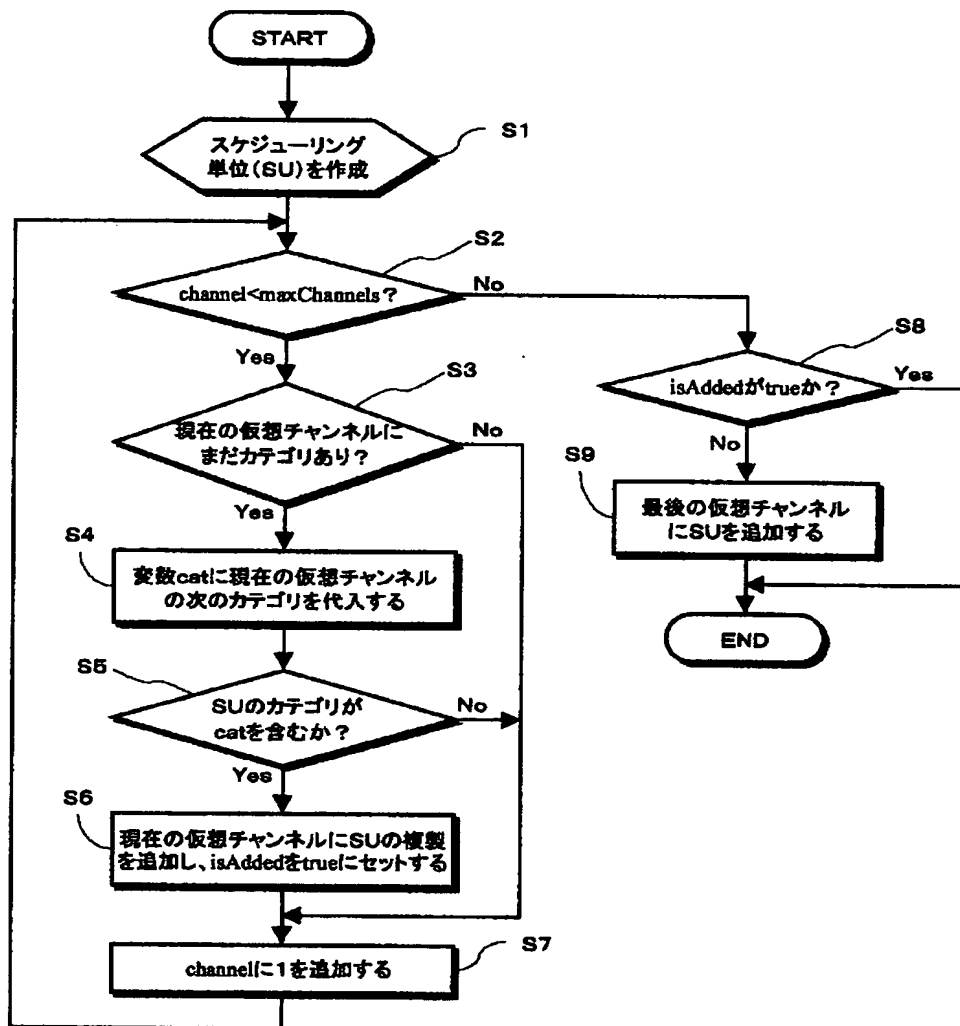 START
S1
スケジューリング
単位(SU)を作成
S2
channel<maxChannels?
No
Yes
S8
isAddedがtrueか?
Yes
No
S3
現在の仮想チャンネルに
まだカテゴリあり?
No
Yes
S9
最後の仮想チャンネル
にSUを追加する
S4
変数catに現在の仮想チャンネル
の次のカテゴリを代入する
END
S5
SUのカテゴリが
catを含むか?
No
Yes
S6
現在の仮想チャンネルにSUの複製
を追加し、isAddedをtrueにセットする
S7
channelに1を追加する